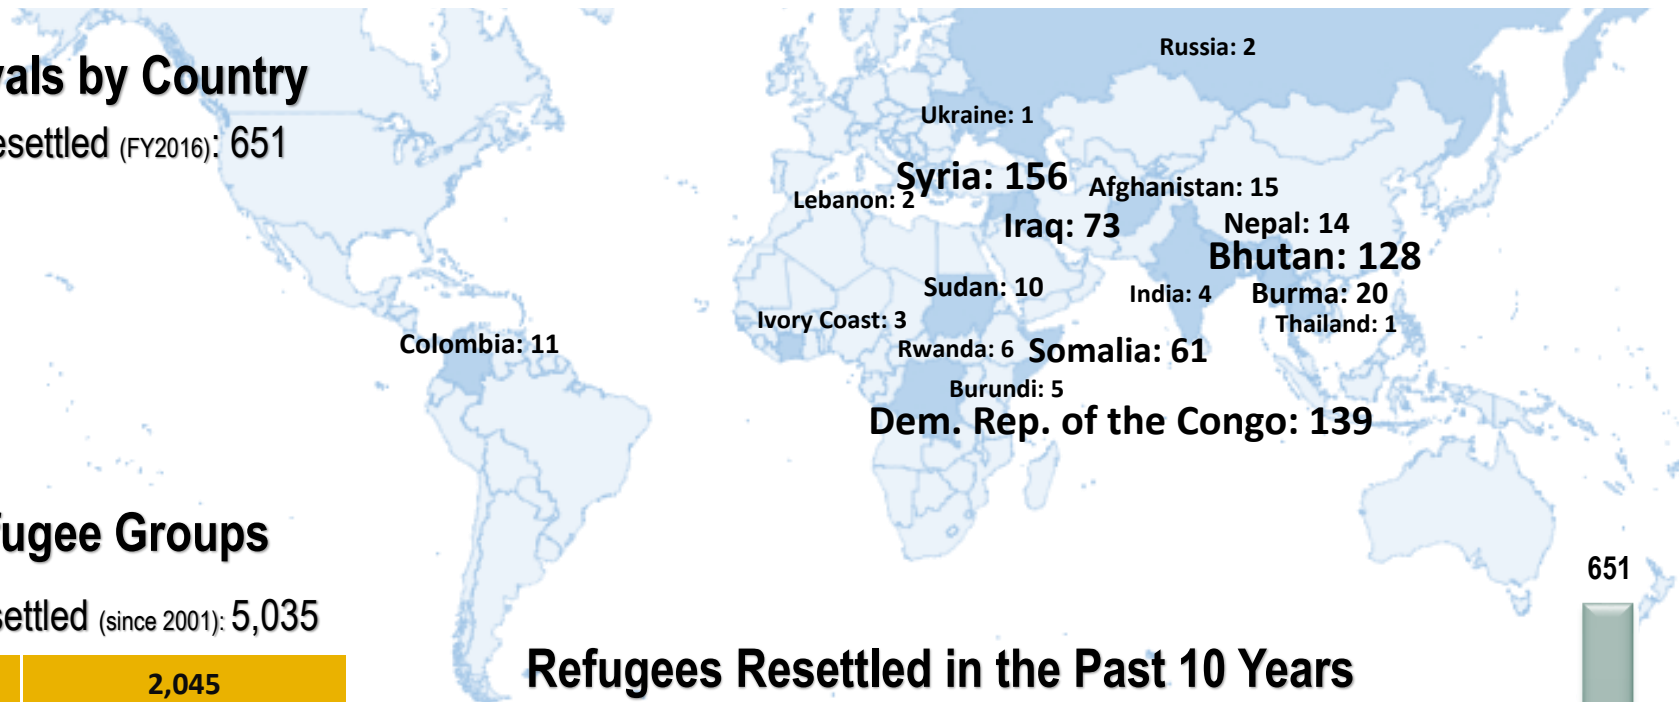 vals by Country
esettled (FY2016): 651
Russia: 2
Ukraine: 1
Syria: 156
Afghanistan: 15
Lebanon: 2
Iraq: 73
Nepal: 14
Bhutan: 128
Sudan: 10
India: 4
Burma: 20
Ivory Coast: 3
Thailand: 1
Colombia: 11
Rwanda: 6
Somalia: 61
Burundi: 5
Dem. Rep. of the Congo: 139
fugee Groups
settled (since 2001): 5,035
2,045
Refugees Resettled in the Past 10 Years
651